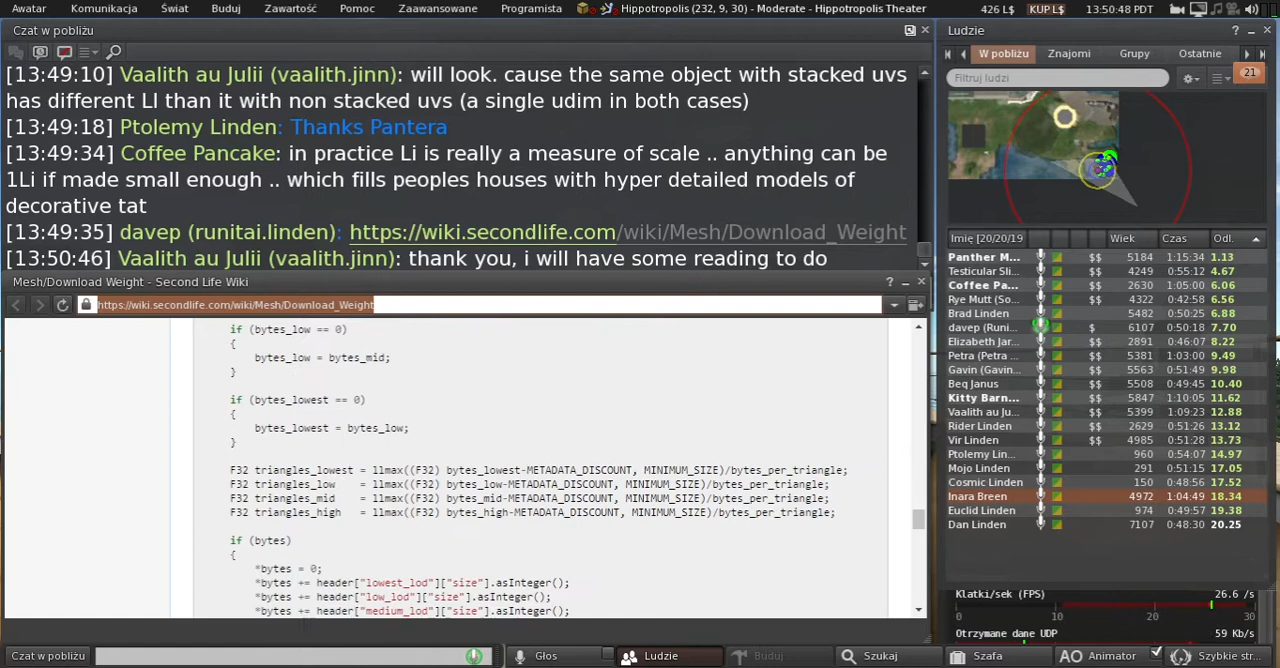 Awatar Komunikacja Świat Buduj Zawartość Pomoc Zaawansowane Programista Hippotropolis (232, 9, 30) - Moderate - Hippotropolis Theater 426 L$ KUP L$ 13:50:48 PDT
Czat w pobliżu
[13:49:10] Vaalith au Julii (vaalith.jinn): will look. cause the same object with stacked uvs
has different LI than it with non stacked uvs (a single udim in both cases)
[13:49:18] Ptolemy Linden: Thanks Pantera
[13:49:34] Coffee Pancake: in practice Li is really a measure of scale .. anything can be
1Li if made small enough .. which fills peoples houses with hyper detailed models of
decorative tat
[13:49:35] davep (runitai.linden): https://wiki.secondlife.com/wiki/Mesh/Download_Weight
[13:50:46] Vaalith au Julii (vaalith.jinn): thank you, i will have some reading to do
Mesh/Download Weight - Second Life Wiki
https://wiki.secondlife.com/wiki/Mesh/Download_Weight
if (bytes_low == 0)
{
bytes_low = bytes_mid;
}
if (bytes_lowest == 0)
{
bytes_lowest = bytes_low;
}
F32 triangles_lowest = llmax((F32) bytes_lowest-METADATA_DISCOUNT, MINIMUM_SIZE)/bytes_per_triangle;
F32 triangles_low = llmax((F32) bytes_low-METADATA_DISCOUNT, MINIMUM_SIZE)/bytes_per_triangle;
F32 triangles_mid = llmax((F32) bytes_mid-METADATA_DISCOUNT, MINIMUM_SIZE)/bytes_per_triangle;
F32 triangles_high = llmax((F32) bytes_high-METADATA_DISCOUNT, MINIMUM_SIZE)/bytes_per_triangle;
if (bytes)
{
*bytes = 0;
*bytes += header["lowest_lod"]["size"].asInteger();
*bytes += header["low_lod"]["size"].asInteger();
*bytes += header["medium_lod"]["size"].asInteger();
Ludzie
W pobliżu Znajomi Grupy Ostatnie
Filtruj ludzi 21
Imię [20/20/19 Wiek Czas Odl.
Panther M... $$ 5184 1:15:34 1.13
Testicular Sli... $$ 4249 0:55:12 4.67
Coffee Pa... $$ 2630 1:05:00 6.06
Rye Mutt (So... $$ 4322 0:42:58 6.56
Brad Linden 5482 0:50:25 6.88
davep (Runi... $ 6107 0:50:18 7.70
Elizabeth Jar... $$ 2891 0:46:07 8.22
Petra (Petra ... $$ 5381 1:03:00 9.49
Gavin (Gavin... $$ 5563 0:51:49 9.98
Beq Janus $$ 5508 0:49:45 10.40
Kitty Barn... $$ 5847 1:10:05 11.62
Vaalith au Ju... $$ 5399 1:09:23 12.88
Rider Linden $$ 2629 0:51:26 13.12
Vir Linden $$ 4985 0:51:28 13.73
Ptolemy Lin... 960 0:54:07 14.97
Mojo Linden 291 0:51:15 17.05
Cosmic Linden 150 0:48:56 17.52
Inara Breen 4972 1:04:49 18.34
Euclid Linden 974 0:49:57 19.38
Dan Linden 7107 0:48:30 20.25
Klatki/sek (FPS) 26.6 /s
0 10 20 30
Otrzymane dane UDP 59 Kb/s
Czat w pobliżu Głos Ludzie Buduj Szukaj Szafa AO Animator Szybkie str...